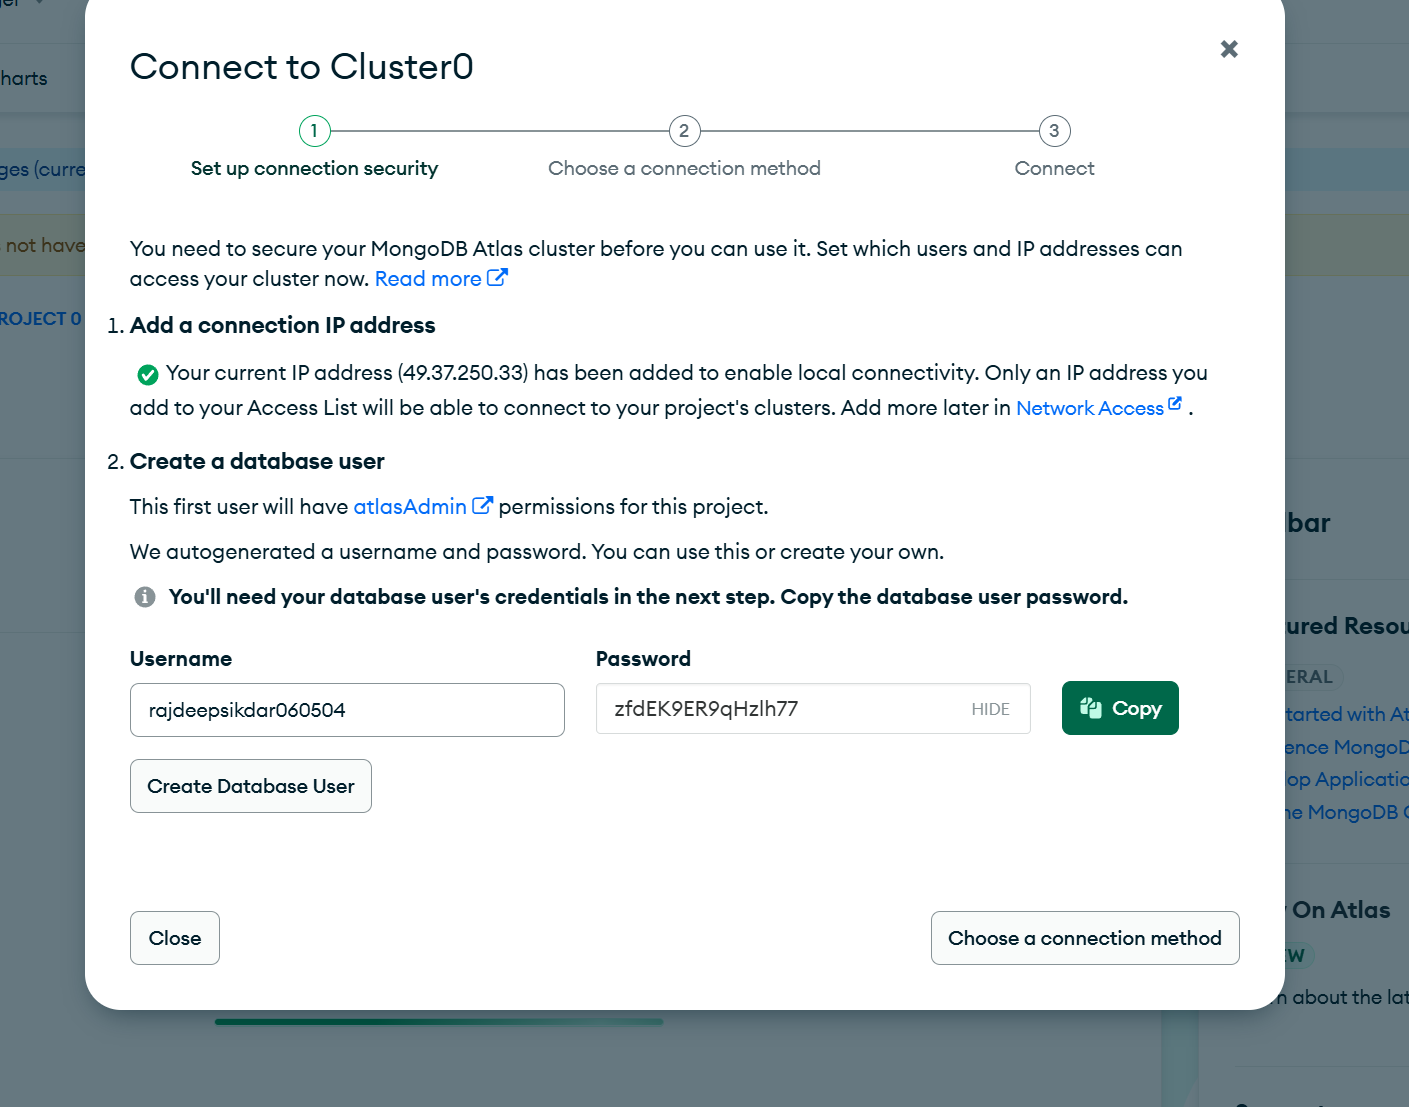 Connect to Cluster0
1
2
3
Set up connection security
Choose a connection method
Connect
You need to secure your MongoDB Atlas cluster before you can use it. Set which users and IP addresses can
access your cluster now. Read more
1. Add a connection IP address
Your current IP address (49.37.250.33) has been added to enable local connectivity. Only an IP address you
add to your Access List will be able to connect to your project's clusters. Add more later in Network Access .
2. Create a database user
This first user will have atlasAdmin permissions for this project.
We autogenerated a username and password. You can use this or create your own.
You'll need your database user's credentials in the next step. Copy the database user password.
Username
Password
rajdeepsikdar060504
zfdEK9ER9qHzlh77
HIDE
Copy
Create Database User
Close
Choose a connection method
harts
ges (curre
not have
ROJECT 0
bar
ured Resou
ERAL
tarted with At
ence MongoD
op Applicatio
he MongoDB
On Atlas
EW
n about the lat